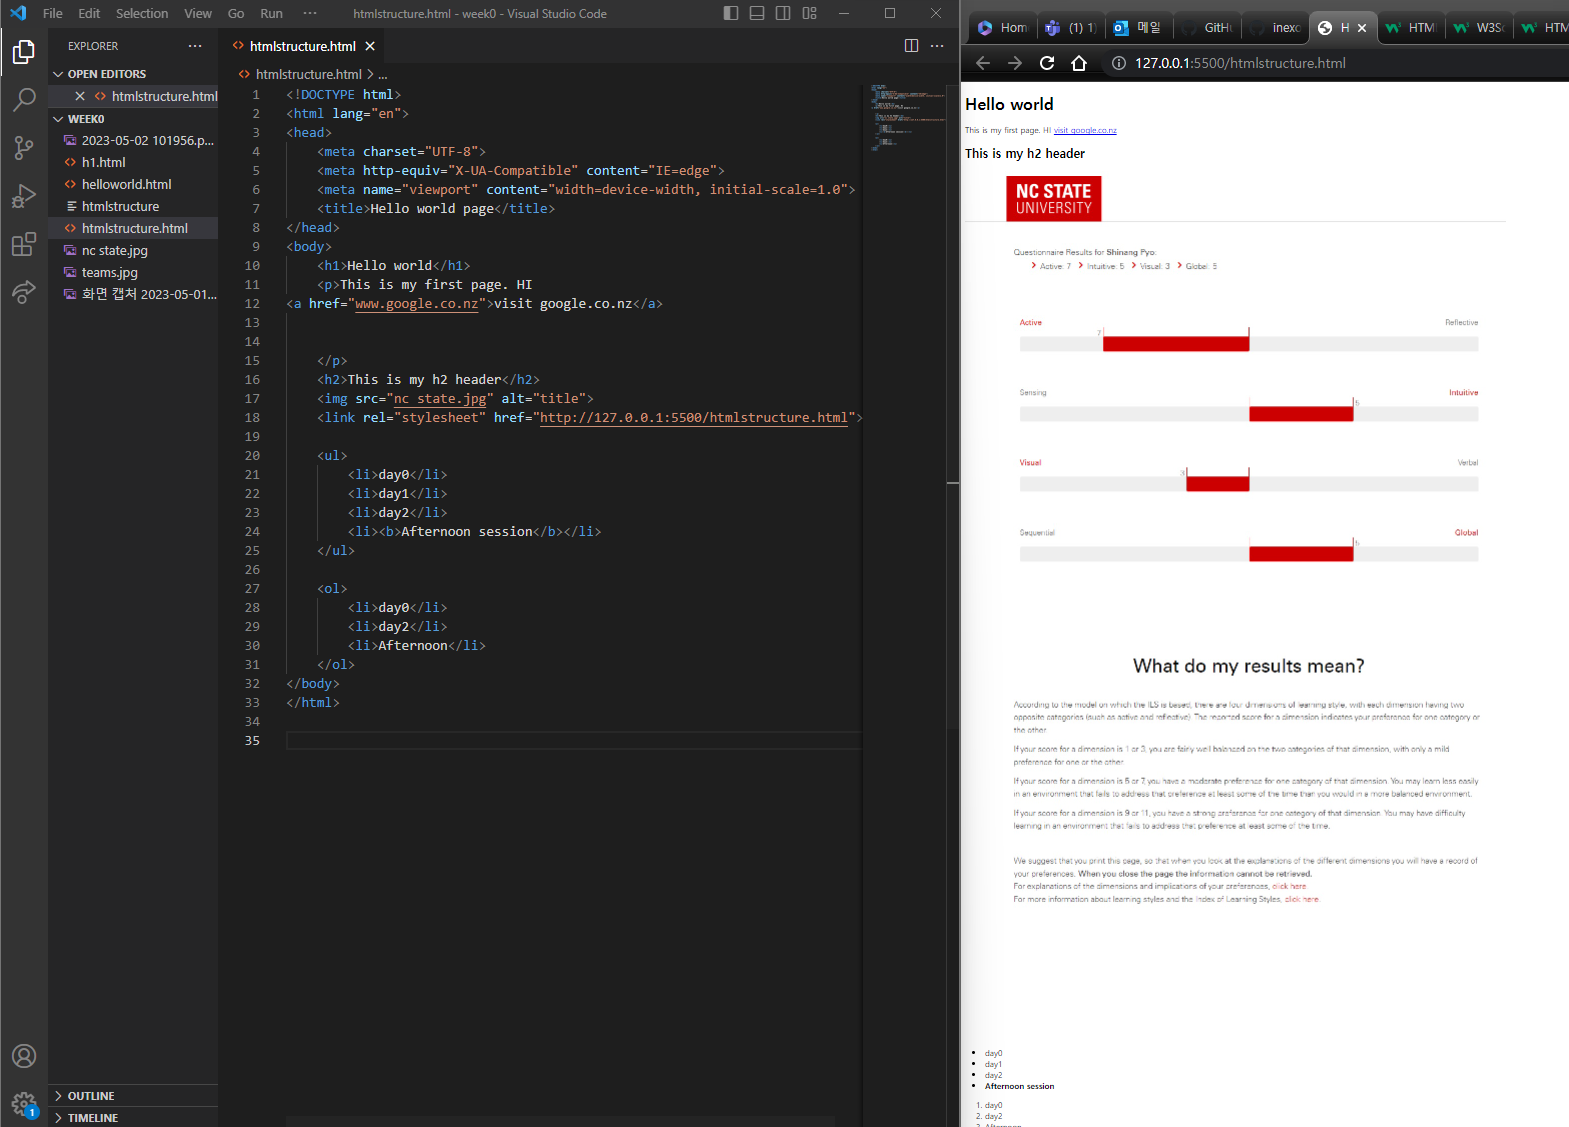 File Edit Selection View Go Run ··· htmlstructure.html - week0 - Visual Studio Code
EXPLORER ···
OPEN EDITORS
htmlstructure.html
WEEK0
2023-05-02 101956.p...
h1.html
helloworld.html
htmlstructure
htmlstructure.html
nc state.jpg
teams.jpg
화면 캡처 2023-05-01...
OUTLINE
TIMELINE
1
htmlstructure.html
htmlstructure.html > ...
1 <!DOCTYPE html>
2 <html lang="en">
3 <head>
4 <meta charset="UTF-8">
5 <meta http-equiv="X-UA-Compatible" content="IE=edge">
6 <meta name="viewport" content="width=device-width, initial-scale=1.0">
7 <title>Hello world page</title>
8 </head>
9 <body>
10 <h1>Hello world</h1>
11 <p>This is my first page. HI
12 <a href="www.google.co.nz">visit google.co.nz</a>
13
14
15 </p>
16 <h2>This is my h2 header</h2>
17 <img src="nc state.jpg" alt="title">
18 <link rel="stylesheet" href="http://127.0.0.1:5500/htmlstructure.html">
19
20 <ul>
21 <li>day0</li>
22 <li>day1</li>
23 <li>day2</li>
24 <li><b>Afternoon session</b></li>
25 </ul>
26
27 <ol>
28 <li>day0</li>
29 <li>day2</li>
30 <li>Afternoon</li>
31 </ol>
32 </body>
33 </html>
34
35
Hom (1) 1 메일 GitH inexo H HTM W3S HTM
127.0.0.1:5500/htmlstructure.html
Hello world
This is my first page. HI visit google.co.nz
This is my h2 header
NC STATE
UNIVERSITY
Questionnaire Results for Shinang Pyo:
Active: 7 Intuitive: 5 Visual: 3 Global: 5
Active Reflective
7
Sensing Intuitive
5
Visual Verbal
3
Sequential Global
5
What do my results mean?
According to the model on which the ILS is based, there are four dimensions of learning style, with each dimension having two
opposite categories (such as active and reflective). The reported score for a dimension indicates your preference for one category or
the other.
If your score for a dimension is 1 or 3, you are fairly well balanced on the two categories of that dimension, with only a mild
preference for one or the other.
If your score for a dimension is 5 or 7, you have a moderate preference for one category of that dimension. You may learn less easily
in an environment that fails to address that preference at least some of the time than you would in a more balanced environment.
If your score for a dimension is 9 or 11, you have a strong preference for one category of that dimension. You may have difficulty
learning in an environment that fails to address that preference at least some of the time.
We suggest that you print this page, so that when you look at the explanations of the different dimensions you will have a record of
your preferences. When you close the page the information cannot be retrieved.
For explanations of the dimensions and implications of your preferences, click here
For more information about learning styles and the Index of Learning Styles, click here
• day0
• day1
• day2
• Afternoon session
1. day0
2. day2